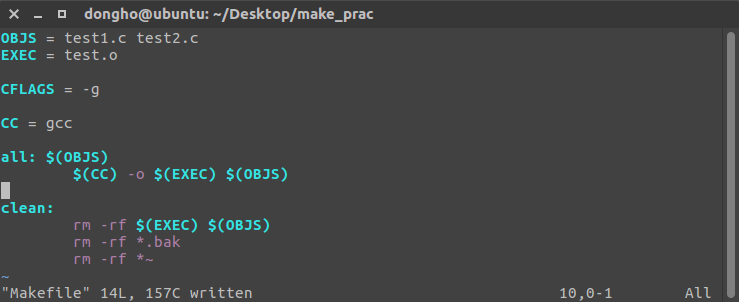 dongho@ubuntu: ~/Desktop/make_prac
OBJS = test1.c test2.c
EXEC = test.o
CFLAGS = -g
CC = gcc
all: $(OBJS)
$(CC) -o $(EXEC) $(OBJS)
clean:
rm -rf $(EXEC) $(OBJS)
rm -rf *.bak
rm -rf *~
~
"Makefile" 14L, 157C written 10,0-1 All